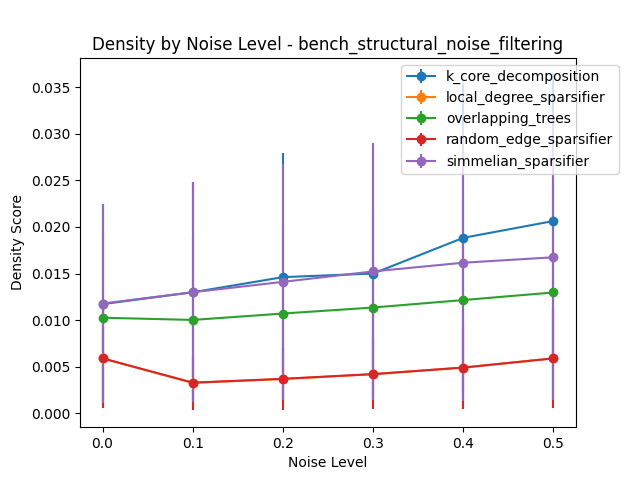 Density by Noise Level - bench_structural_noise_filtering
k_core_decomposition
local_degree_sparsifier
overlapping_trees
random_edge_sparsifier
simmelian_sparsifier
Density Score
0.035
0.030
0.025
0.020
0.015
0.010
0.005
0.000
0.0 0.1 0.2 0.3 0.4 0.5
Noise Level